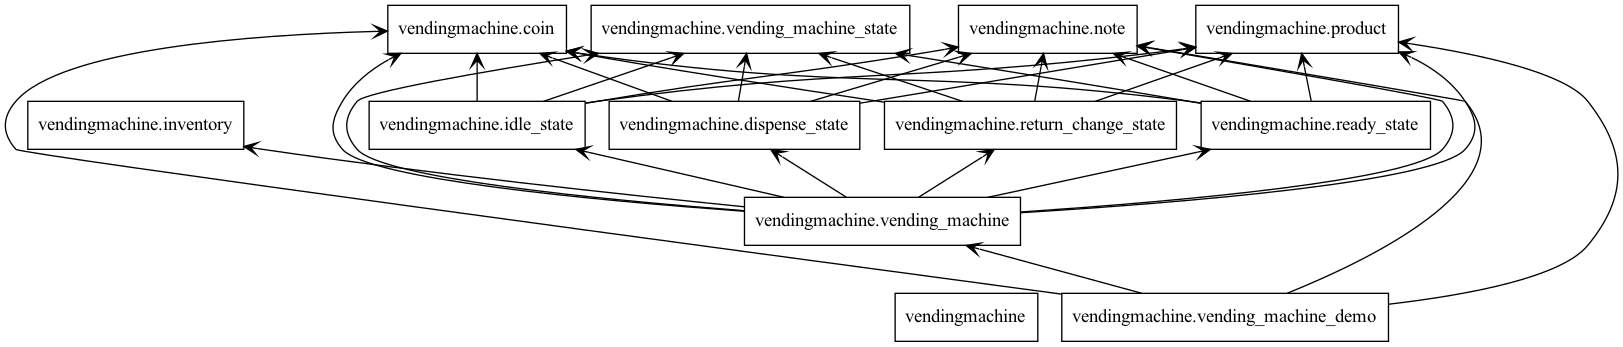 vendingmachine.coin
vendingmachine.vending_machine_state
vendingmachine.note
vendingmachine.product
vendingmachine.inventory
vendingmachine.idle_state
vendingmachine.dispense_state
vendingmachine.return_change_state
vendingmachine.ready_state
vendingmachine.vending_machine
vendingmachine
vendingmachine.vending_machine_demo